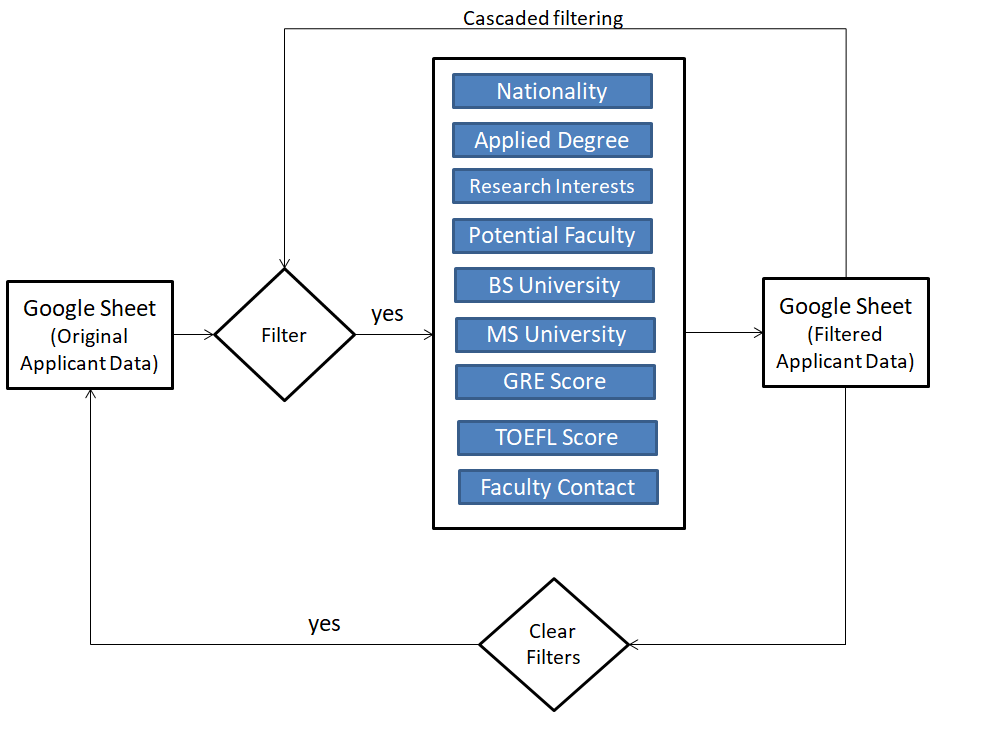 Cascaded filtering
Nationality
Applied Degree
Research Interests
Potential Faculty
BS University
MS University
GRE Score
TOEFL Score
Faculty Contact
Google Sheet
(Original
Applicant Data)
Filter
yes
Google Sheet
(Filtered
Applicant Data)
yes
Clear
Filters